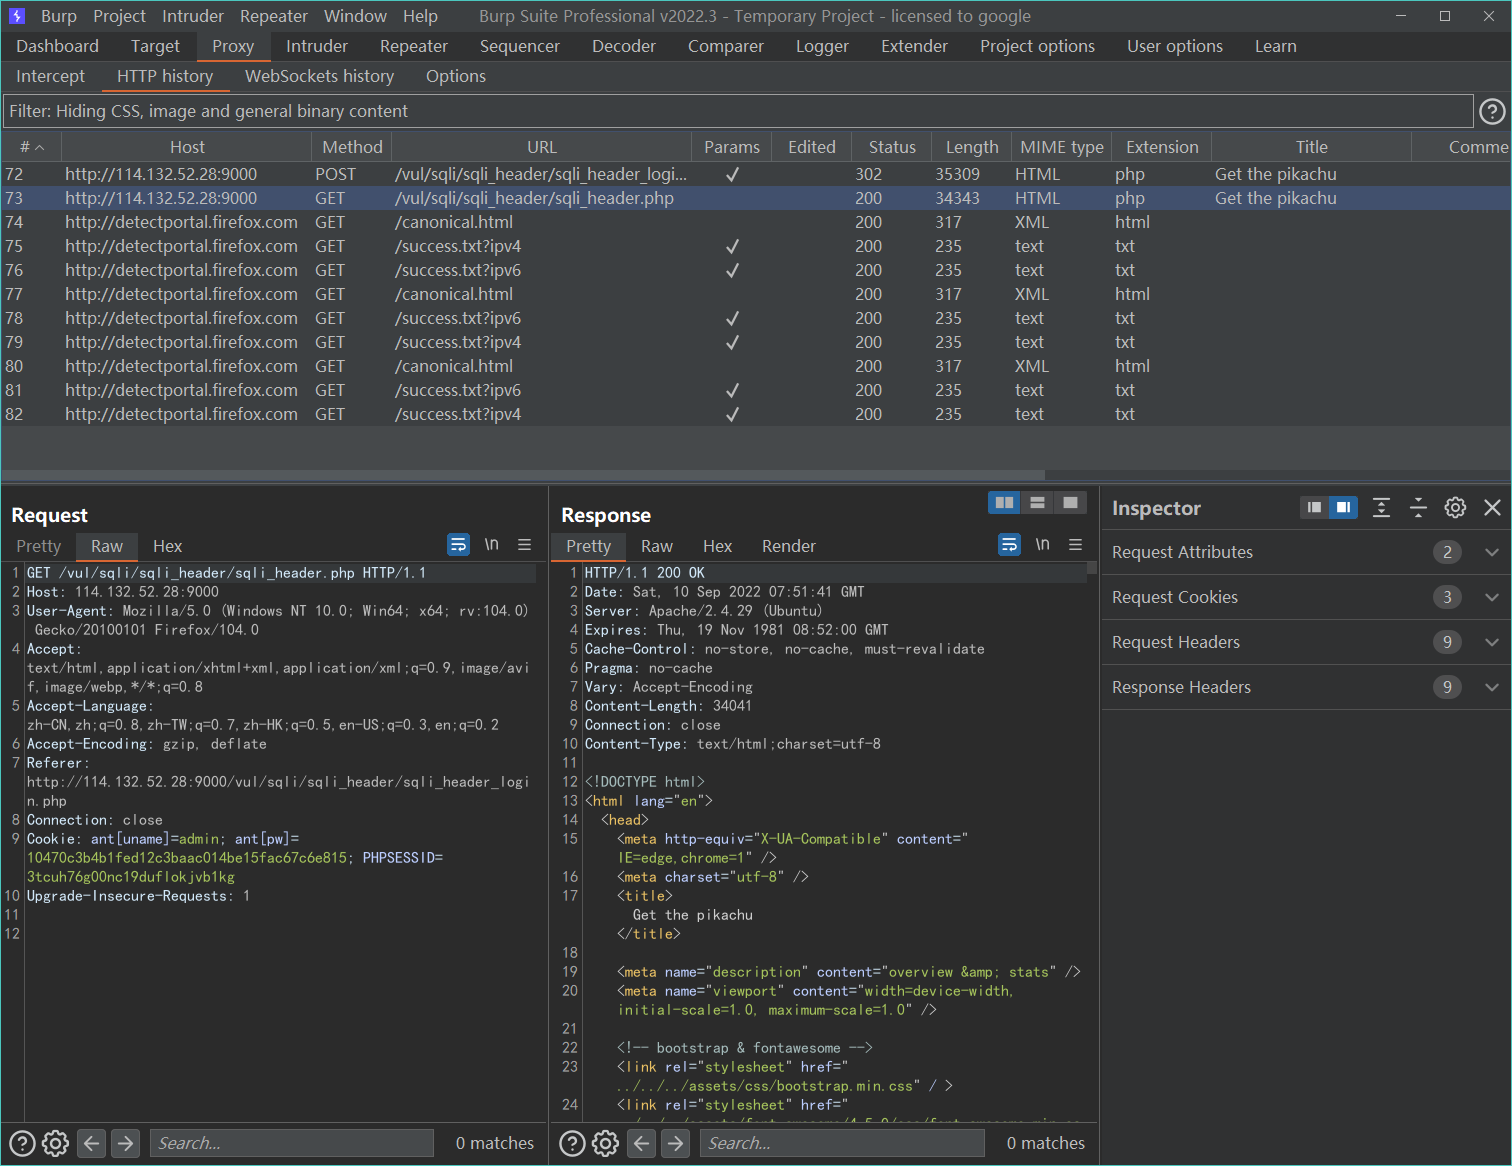 Burp Project Intruder Repeater Window Help Burp Suite Professional v2022.3 - Temporary Project - licensed to google
Dashboard Target Proxy Intruder Repeater Sequencer Decoder Comparer Logger Extender Project options User options Learn
Intercept HTTP history WebSockets history Options
Filter: Hiding CSS, image and general binary content
# Host Method URL Params Edited Status Length MIME type Extension Title Comme
72 http://114.132.52.28:9000 POST /vul/sqli/sqli_header/sqli_header_logi... ✓ 302 35309 HTML php Get the pikachu
73 http://114.132.52.28:9000 GET /vul/sqli/sqli_header/sqli_header.php 200 34343 HTML php Get the pikachu
74 http://detectportal.firefox.com GET /canonical.html 200 317 XML html
75 http://detectportal.firefox.com GET /success.txt?ipv4 ✓ 200 235 text txt
76 http://detectportal.firefox.com GET /success.txt?ipv6 ✓ 200 235 text txt
77 http://detectportal.firefox.com GET /canonical.html 200 317 XML html
78 http://detectportal.firefox.com GET /success.txt?ipv6 ✓ 200 235 text txt
79 http://detectportal.firefox.com GET /success.txt?ipv4 ✓ 200 235 text txt
80 http://detectportal.firefox.com GET /canonical.html 200 317 XML html
81 http://detectportal.firefox.com GET /success.txt?ipv6 ✓ 200 235 text txt
82 http://detectportal.firefox.com GET /success.txt?ipv4 ✓ 200 235 text txt
Request
Pretty Raw Hex \n
1 GET /vul/sqli/sqli_header/sqli_header.php HTTP/1.1
2 Host: 114.132.52.28:9000
3 User-Agent: Mozilla/5.0 (Windows NT 10.0; Win64; x64; rv:104.0)
Gecko/20100101 Firefox/104.0
4 Accept:
text/html,application/xhtml+xml,application/xml;q=0.9,image/avi
f,image/webp,*/*;q=0.8
5 Accept-Language:
zh-CN,zh;q=0.8,zh-TW;q=0.7,zh-HK;q=0.5,en-US;q=0.3,en;q=0.2
6 Accept-Encoding: gzip, deflate
7 Referer:
http://114.132.52.28:9000/vul/sqli/sqli_header/sqli_header_logi
n.php
8 Connection: close
9 Cookie: ant[uname]=admin; ant[pw]=
10470c3b4b1fed12c3baac014be15fac67c6e815; PHPSESSID=
3tcuh76g00nc19duflokjvb1kg
10 Upgrade-Insecure-Requests: 1
11
12
Search... 0 matches
Response
Pretty Raw Hex Render \n
1 HTTP/1.1 200 OK
2 Date: Sat, 10 Sep 2022 07:51:41 GMT
3 Server: Apache/2.4.29 (Ubuntu)
4 Expires: Thu, 19 Nov 1981 08:52:00 GMT
5 Cache-Control: no-store, no-cache, must-revalidate
6 Pragma: no-cache
7 Vary: Accept-Encoding
8 Content-Length: 34041
9 Connection: close
10 Content-Type: text/html;charset=utf-8
11
12 <!DOCTYPE html>
13 <html lang="en">
14 <head>
15 <meta http-equiv="X-UA-Compatible" content="
IE=edge,chrome=1" />
16 <meta charset="utf-8" />
17 <title>
Get the pikachu
</title>
18
19 <meta name="description" content="overview &amp; stats" />
20 <meta name="viewport" content="width=device-width,
initial-scale=1.0, maximum-scale=1.0" />
21
22 <!-- bootstrap & fontawesome -->
23 <link rel="stylesheet" href="
../../../assets/css/bootstrap.min.css" / >
24 <link rel="stylesheet" href="
Search... 0 matches
Inspector
Request Attributes 2
Request Cookies 3
Request Headers 9
Response Headers 9